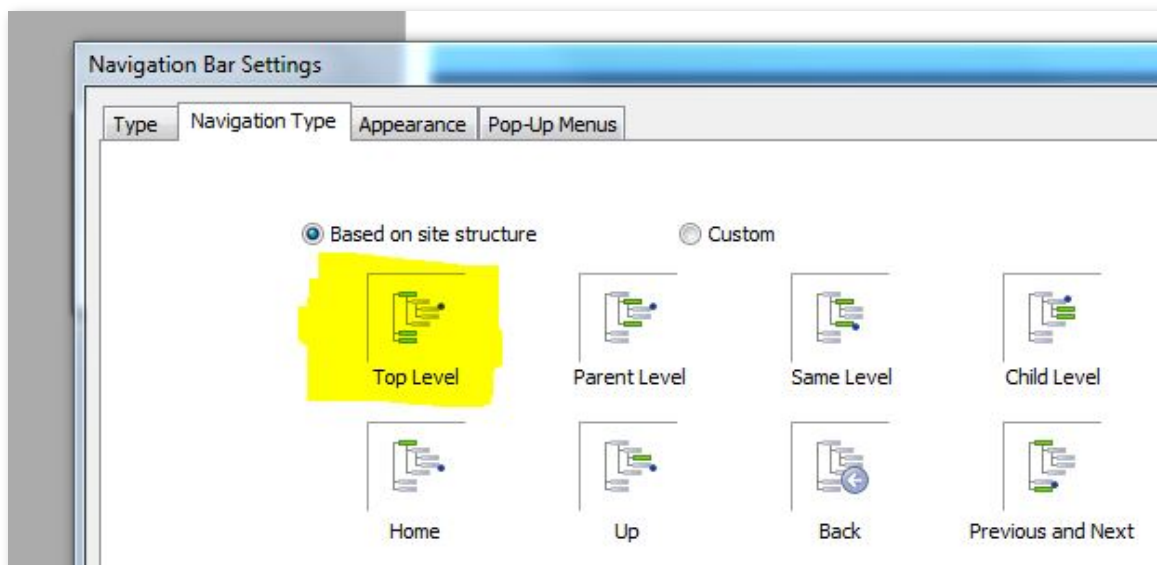 Navigation Bar Settings
Type Navigation Type Appearance Pop-Up Menus
Based on site structure Custom
Top Level Parent Level Same Level Child Level
Home Up Back Previous and Next